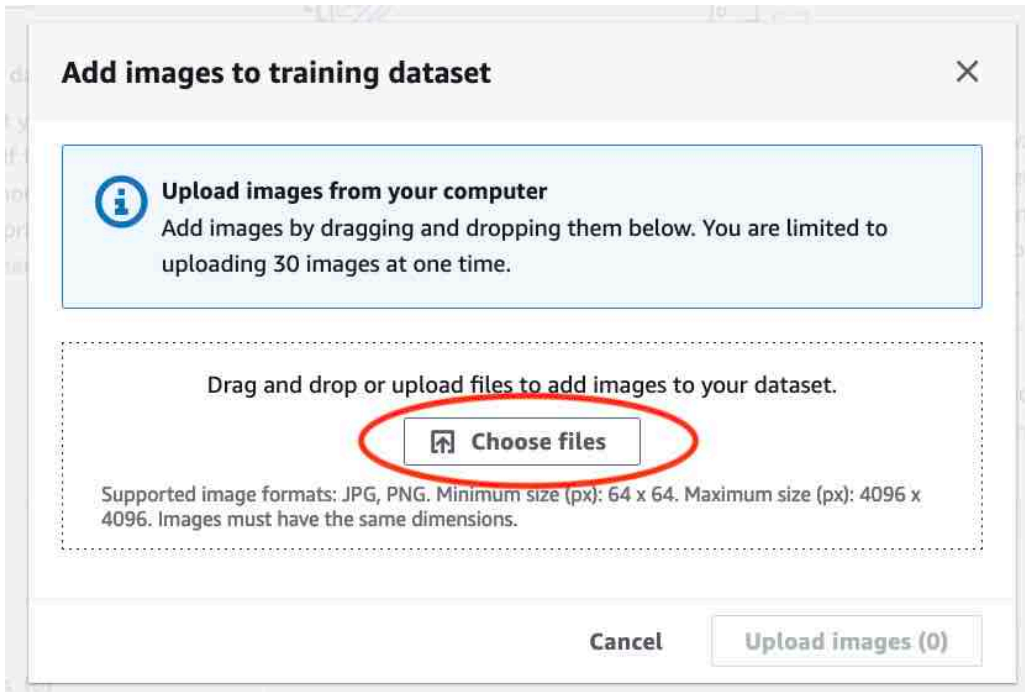 Add images to training dataset
Upload images from your computer
Add images by dragging and dropping them below. You are limited to
uploading 30 images at one time.
Drag and drop or upload files to add images to your dataset.
Choose files
Supported image formats: JPG, PNG. Minimum size (px): 64 x 64. Maximum size (px): 4096 x
4096. Images must have the same dimensions.
Cancel
Upload images (0)